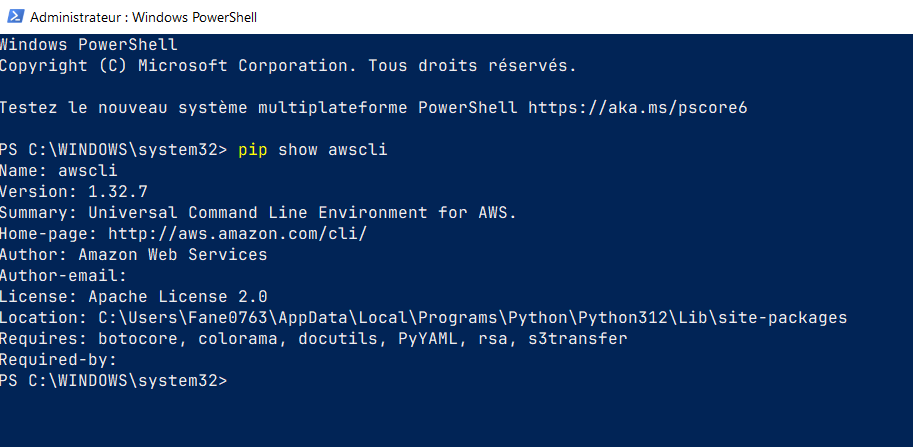 Administrateur : Windows PowerShell
Windows PowerShell
Copyright (C) Microsoft Corporation. Tous droits réservés.
Testez le nouveau système multiplateforme PowerShell https://aka.ms/pscore6
PS C:\WINDOWS\system32> pip show awscli
Name: awscli
Version: 1.32.7
Summary: Universal Command Line Environment for AWS.
Home-page: http://aws.amazon.com/cli/
Author: Amazon Web Services
Author-email:
License: Apache License 2.0
Location: C:\Users\Fane0763\AppData\Local\Programs\Python\Python312\Lib\site-packages
Requires: botocore, colorama, docutils, PyYAML, rsa, s3transfer
Required-by:
PS C:\WINDOWS\system32>